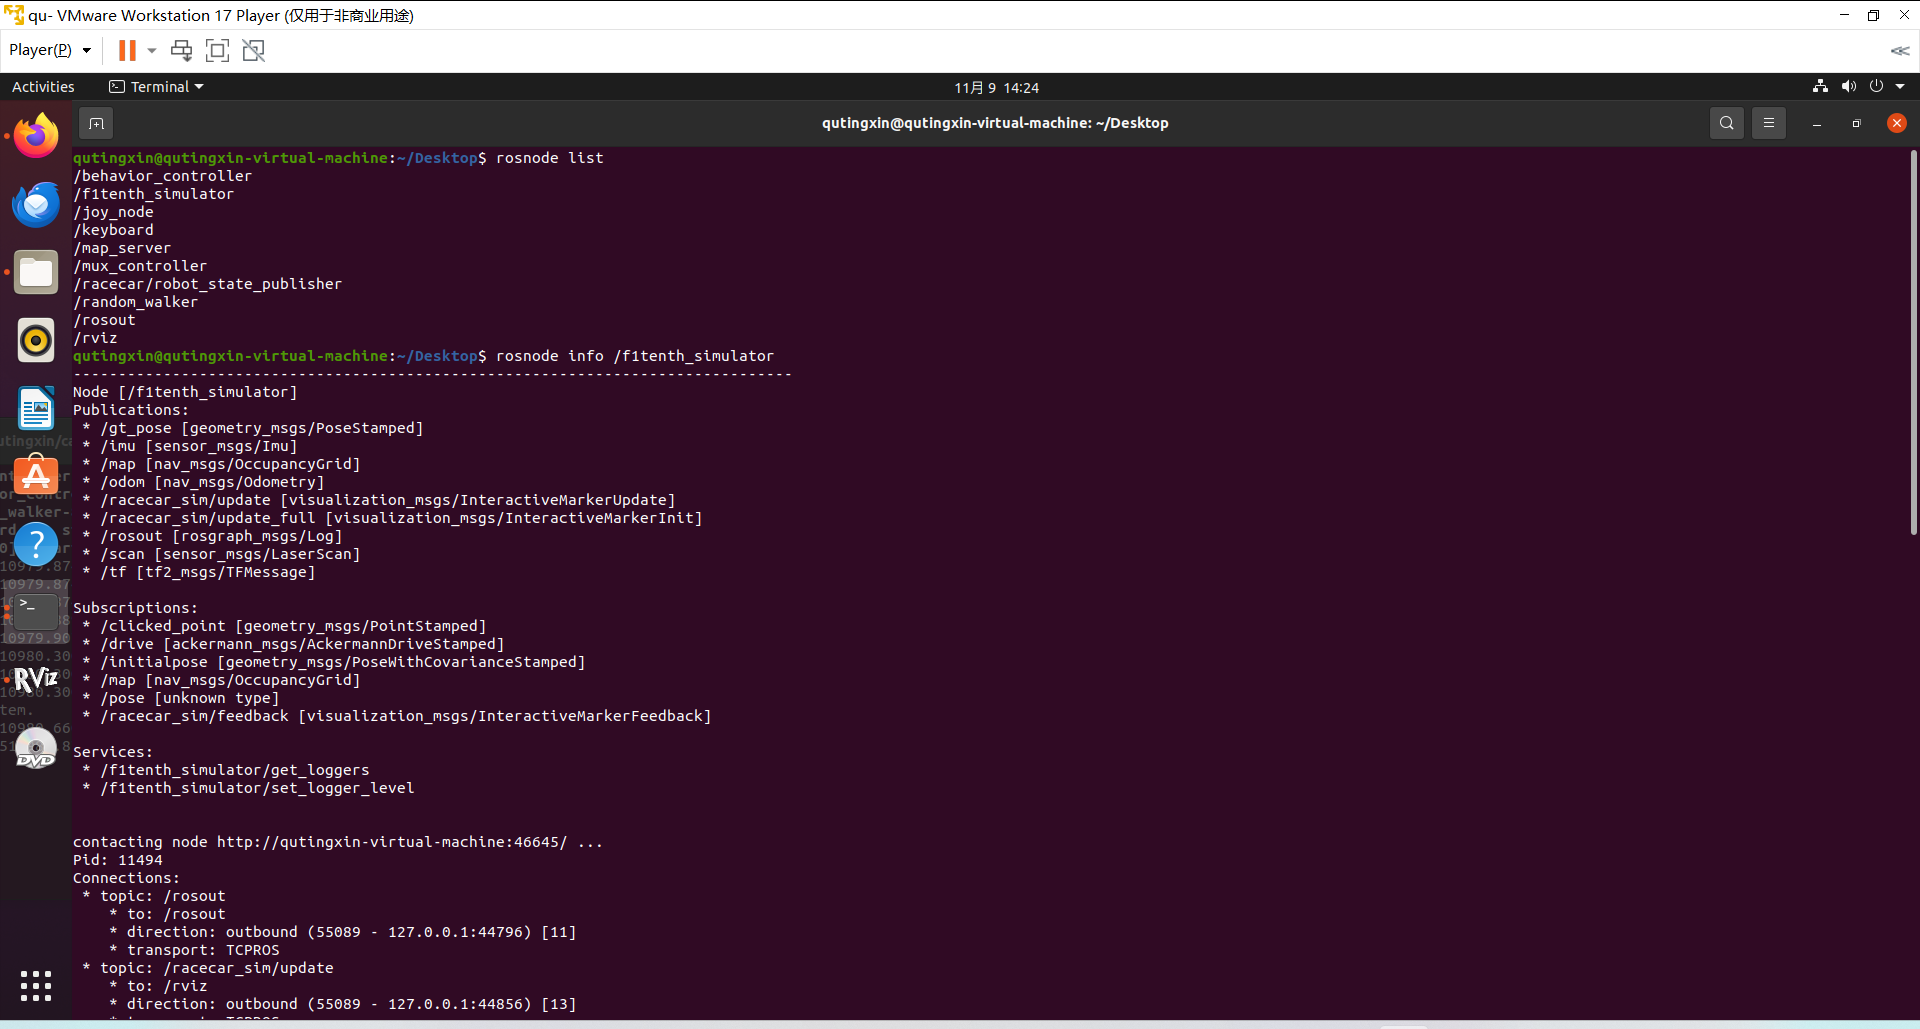 qu- VMware Workstation 17 Player (仅用于非商业用途)
Player(P)
Activities
Terminal
11月 9 14:24
qutingxin@qutingxin-virtual-machine: ~/Desktop
qutingxin@qutingxin-virtual-machine:~/Desktop$ rosnode list
/behavior_controller
/f1tenth_simulator
/joy_node
/keyboard
/map_server
/mux_controller
/racecar/robot_state_publisher
/random_walker
/rosout
/rviz
qutingxin@qutingxin-virtual-machine:~/Desktop$ rosnode info /f1tenth_simulator
--------------------------------------------------------------------------------
Node [/f1tenth_simulator]
Publications:
 * /gt_pose [geometry_msgs/PoseStamped]
 * /imu [sensor_msgs/Imu]
 * /map [nav_msgs/OccupancyGrid]
 * /odom [nav_msgs/Odometry]
 * /racecar_sim/update [visualization_msgs/InteractiveMarkerUpdate]
 * /racecar_sim/update_full [visualization_msgs/InteractiveMarkerInit]
 * /rosout [rosgraph_msgs/Log]
 * /scan [sensor_msgs/LaserScan]
 * /tf [tf2_msgs/TFMessage]
Subscriptions:
 * /clicked_point [geometry_msgs/PointStamped]
 * /drive [ackermann_msgs/AckermannDriveStamped]
 * /initialpose [geometry_msgs/PoseWithCovarianceStamped]
 * /map [nav_msgs/OccupancyGrid]
 * /pose [unknown type]
 * /racecar_sim/feedback [visualization_msgs/InteractiveMarkerFeedback]
Services:
 * /f1tenth_simulator/get_loggers
 * /f1tenth_simulator/set_logger_level
contacting node http://qutingxin-virtual-machine:46645/ ...
Pid: 11494
Connections:
 * topic: /rosout
    * to: /rosout
    * direction: outbound (55089 - 127.0.0.1:44796) [11]
    * transport: TCPROS
 * topic: /racecar_sim/update
    * to: /rviz
    * direction: outbound (55089 - 127.0.0.1:44856) [13]
RViz
DVD